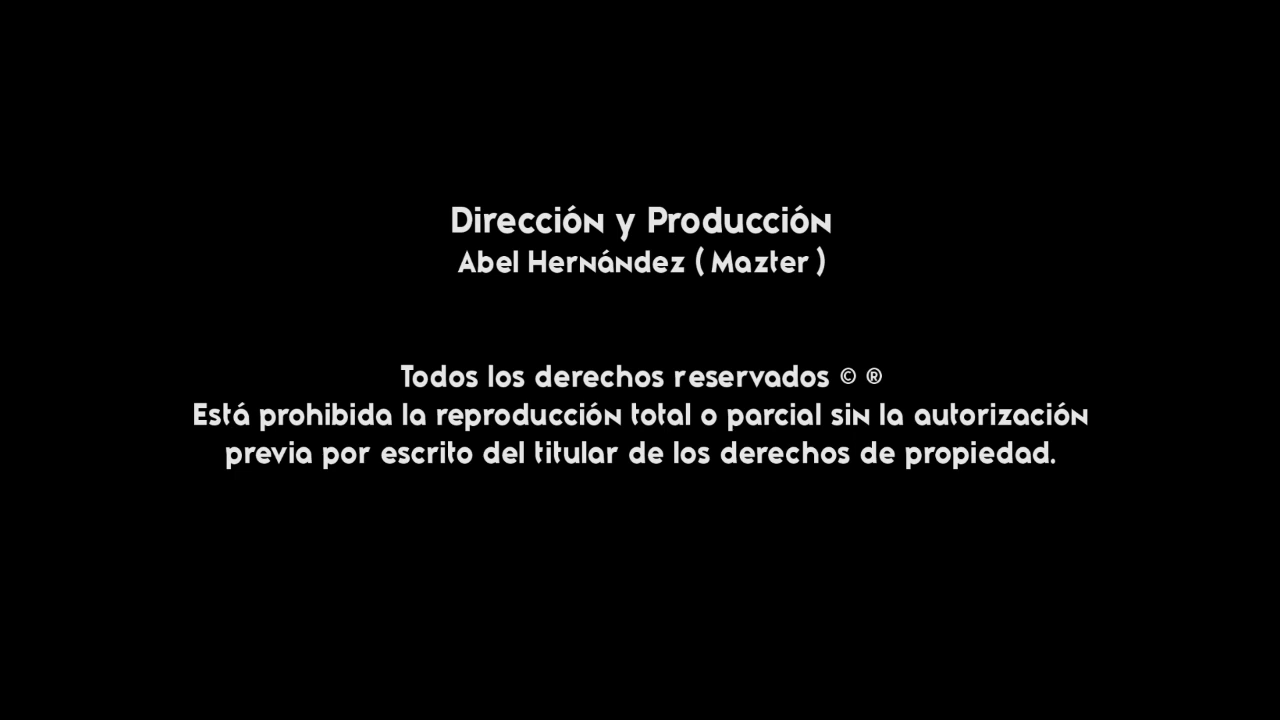 Dirección y Producción
Abel Hernández ( Mazter )
Todos los derechos reservados © ®
Está prohibida la reproducción total o parcial sin la autorización
previa por escrito del titular de los derechos de propiedad.